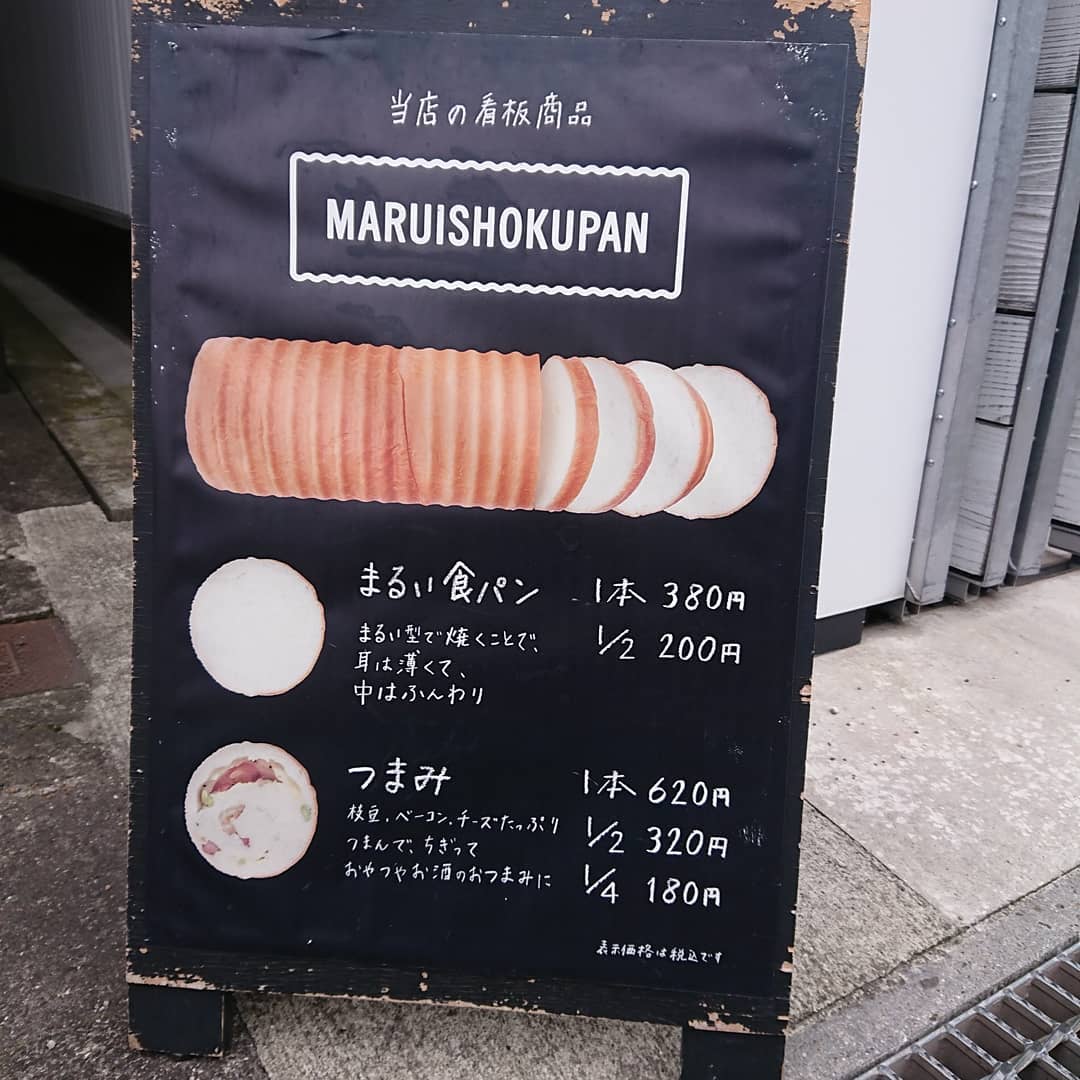 当店の看板商品
MARUISHOKUPAN
まるい食パン 1本 380円
1/2 200円
まるい型で焼くことで、
耳は薄くて、
中はふんわり
つまみ 1本 620円
1/2 320円
1/4 180円
枝豆、ベーコン、チーズたっぷり
つまんで、ちぎって
おやつやお酒のおつまみに
表示価格は税込です